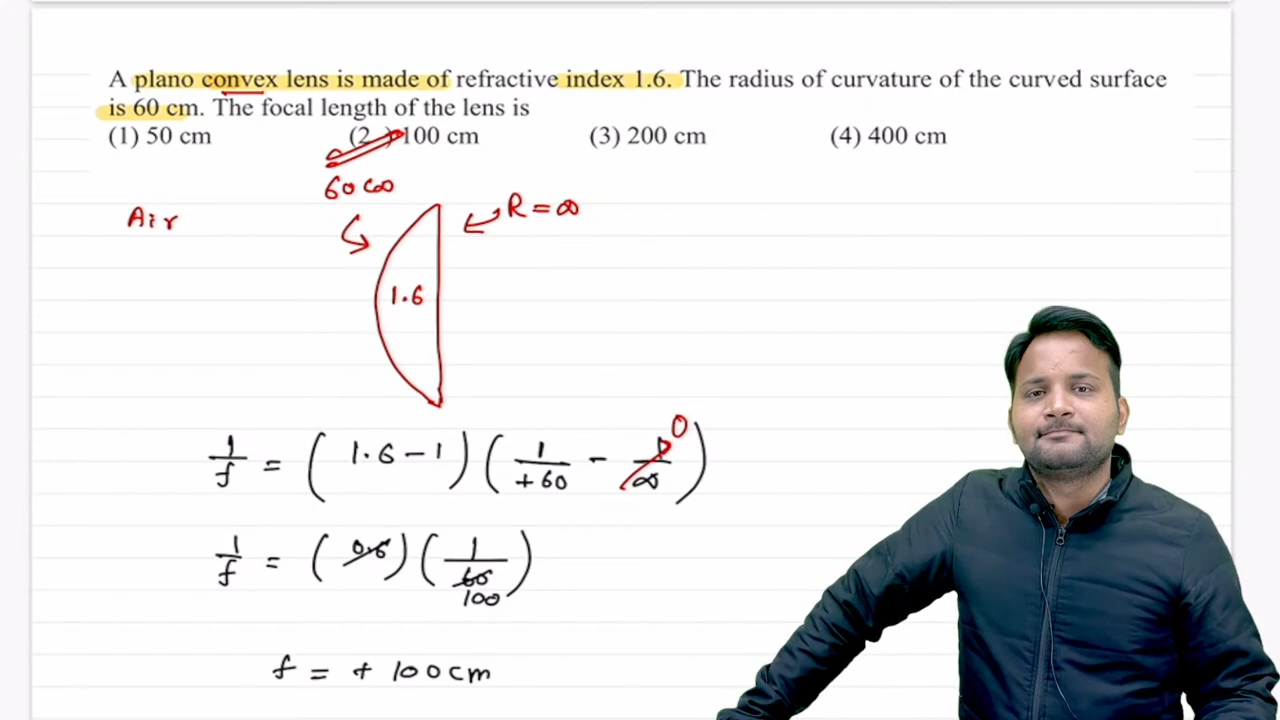 A plano convex lens is made of refractive index 1.6. The radius of curvature of the curved surface
is 60 cm. The focal length of the lens is
(1) 50 cm (2) 100 cm (3) 200 cm (4) 400 cm
60 cm
R = ∞
Air
1.6
1/f = (1.6 - 1) (1/+60 - 1/∞) 0
1/f = (0.6) (1/60)
100
f = + 100 cm